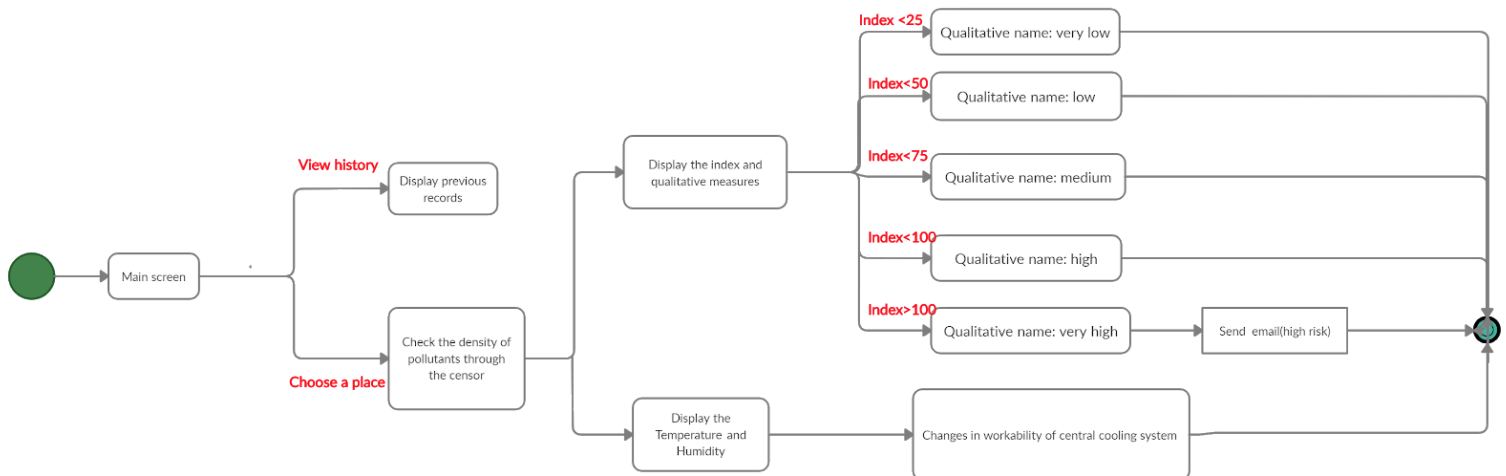 Index <25
Qualitative name: very low
Index<50
Qualitative name: low
View history
Display previous
records
Display the index and
qualitative measures
Index<75
Qualitative name: medium
Main screen
Index<100
Qualitative name: high
Check the density of
pollutants through
the censor
Choose a place
Index>100
Qualitative name: very high
Send email(high risk)
Display the
Temperature and
Humidity
Changes in workability of central cooling system